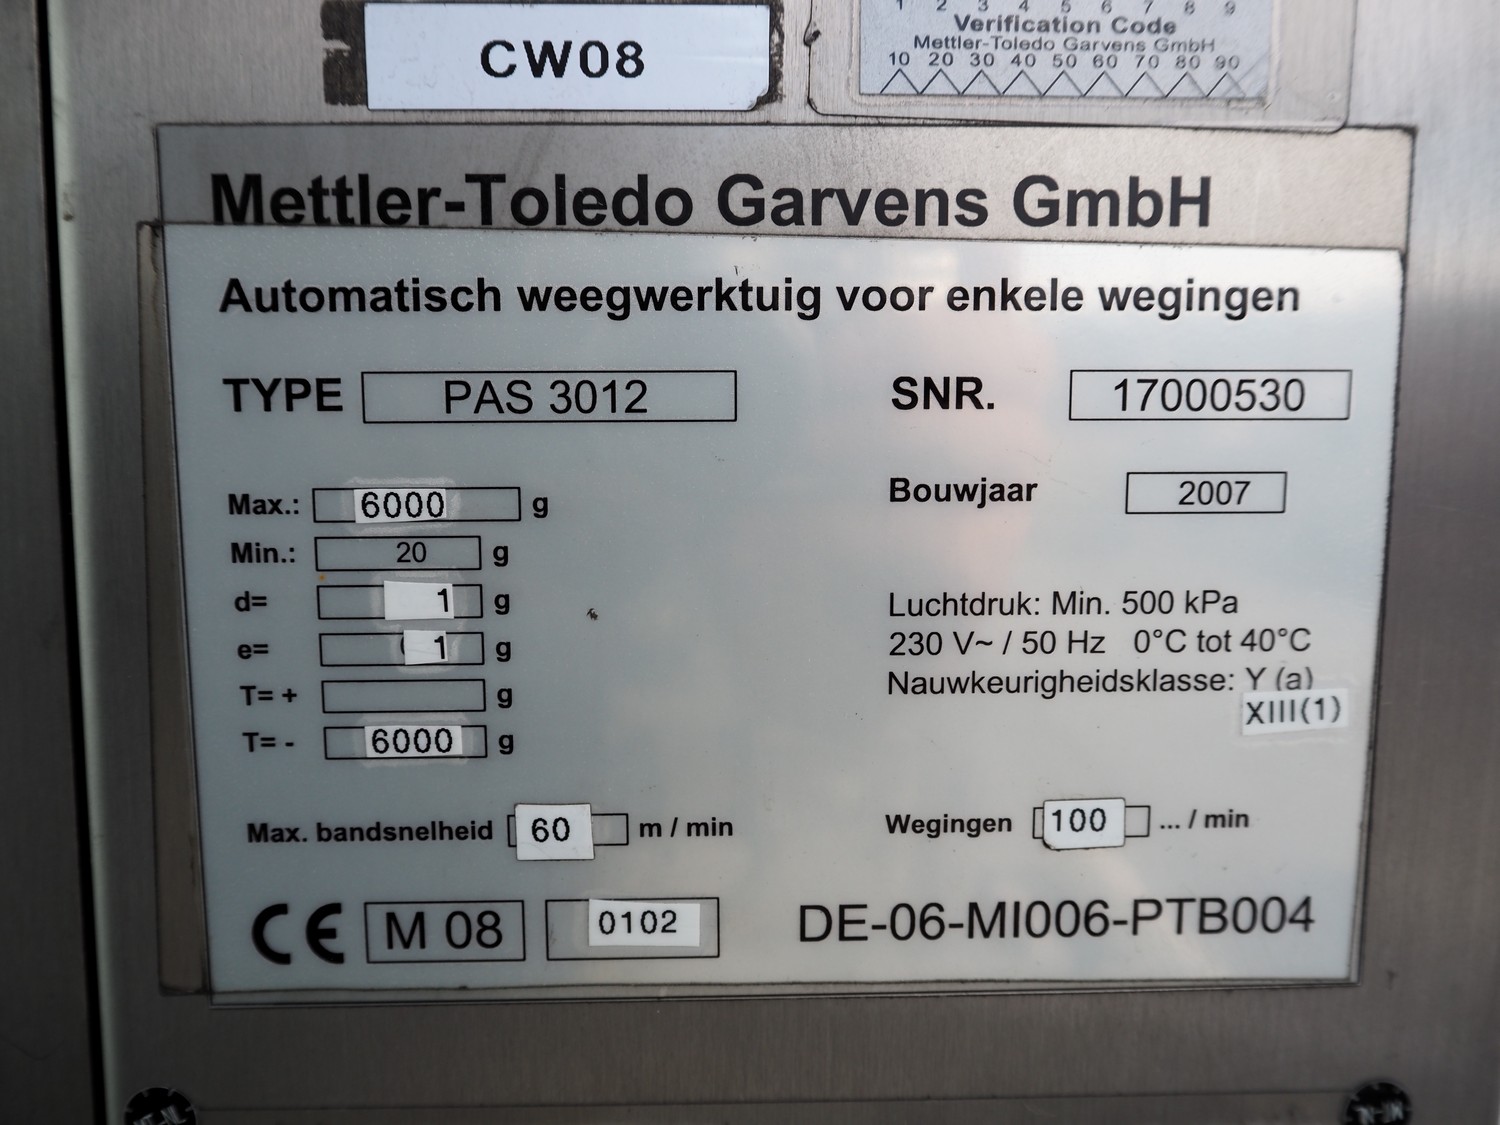 CW08
1 2 3 4 5 6 7 8 9
Verification Code
Mettler-Toledo Garvens GmbH
10 20 30 40 50 60 70 80 90
Mettler-Toledo Garvens GmbH
Automatisch weegwerktuig voor enkele wegingen
TYPE PAS 3012
SNR. 17000530
Max.: 6000 g
Min.: 20 g
d= 1 g
e= 1 g
T= + g
T= - 6000 g
Bouwjaar 2007
Luchtdruk: Min. 500 kPa
230 V~ / 50 Hz 0°C tot 40°C
Nauwkeurigheidsklasse: Y (a)
XIII(1)
Max. bandsnelheid 60 m / min
Wegingen 100 ... / min
CE M 08 0102 DE-06-MI006-PTB004